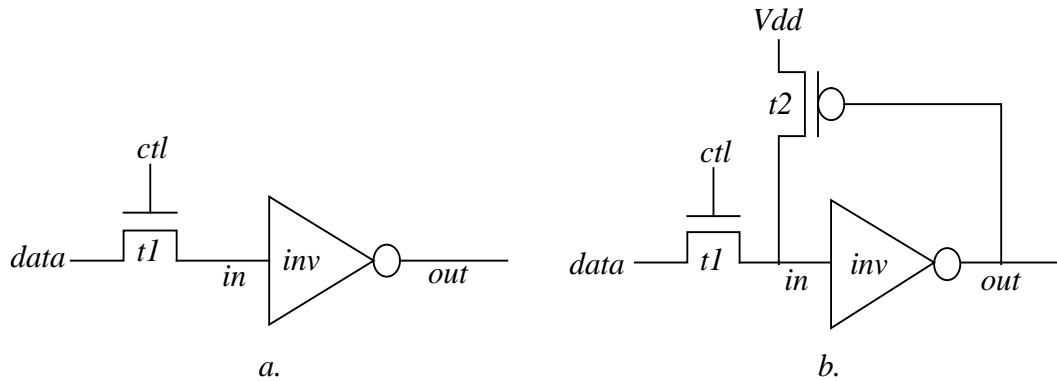 Vdd
t2
ctl
ctl
data
t1
in
inv
out
data
t1
in
inv
out
a.
b.